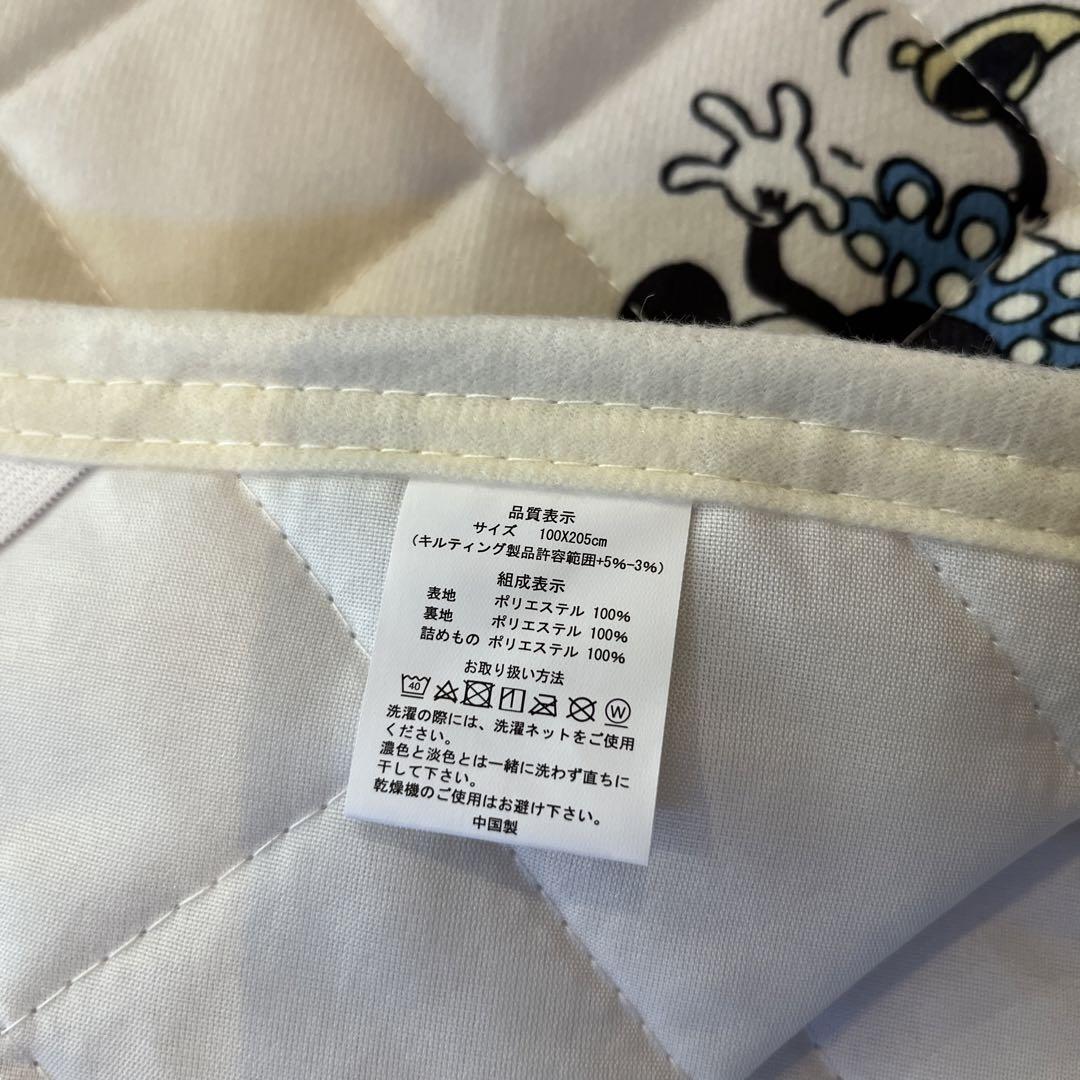 品質表示
サイズ 100X205cm
(キルティング製品許容範囲+5%-3%)
組成表示
表地 ポリエステル 100%
裏地 ポリエステル 100%
詰めもの ポリエステル 100%
お取り扱い方法
40 W
洗濯の際には、洗濯ネットをご使用
ください。
濃色と淡色とは一緒に洗わず直ちに
干して下さい。
乾燥機のご使用はお避け下さい。
中国製